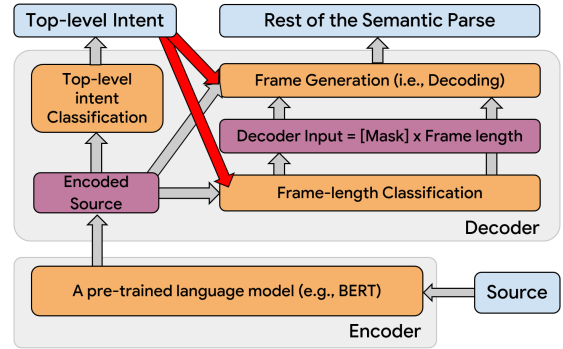 Top-level Intent
Rest of the Semantic Parse
Top-level
intent
Classification
Frame Generation (i.e., Decoding)
Decoder Input = [Mask] x Frame length
Encoded
Source
Frame-length Classification
Decoder
A pre-trained language model (e.g., BERT)
Source
Encoder